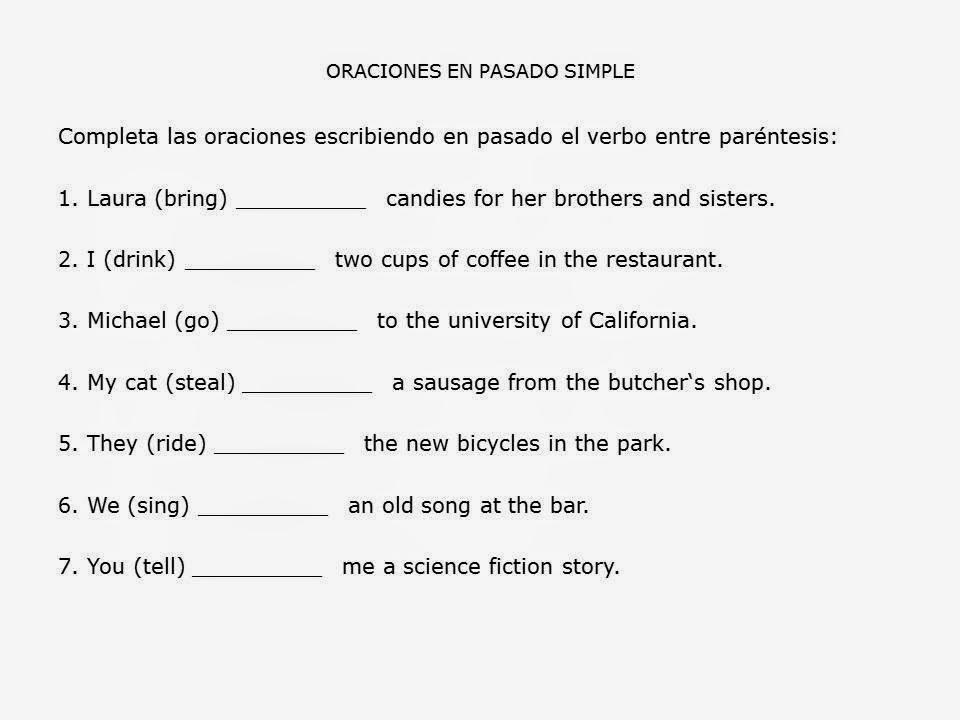 ORACIONES EN PASADO SIMPLE
Completa las oraciones escribiendo en pasado el verbo entre paréntesis:
1. Laura (bring) __________ candies for her brothers and sisters.
2. I (drink) __________ two cups of coffee in the restaurant.
3. Michael (go) __________ to the university of California.
4. My cat (steal) __________ a sausage from the butcher‛s shop.
5. They (ride) __________ the new bicycles in the park.
6. We (sing) __________ an old song at the bar.
7. You (tell) __________ me a science fiction story.